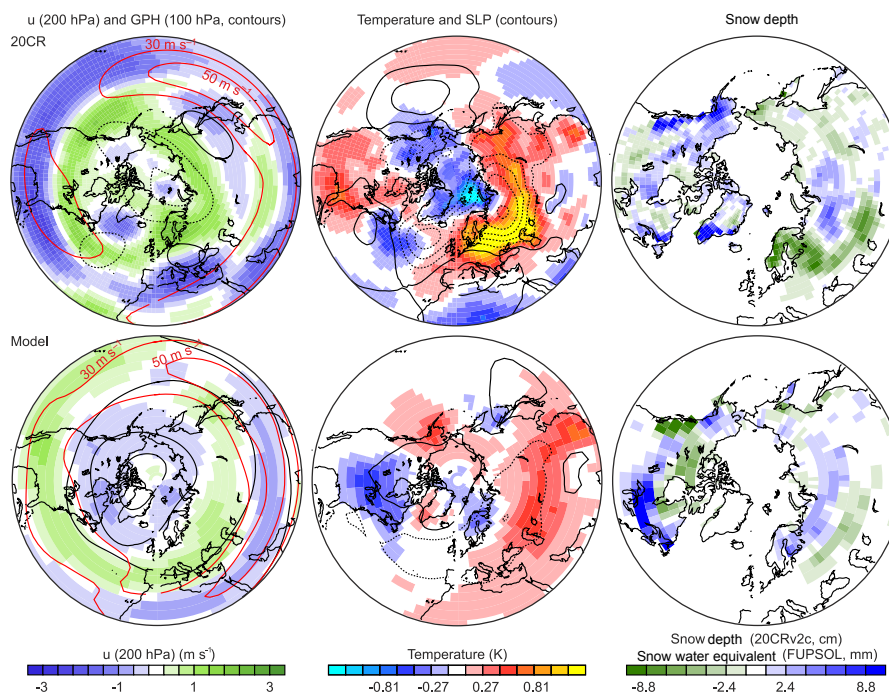 u (200 hPa) and GPH (100 hPa, contours)
Temperature and SLP (contours)
Snow depth
20CR
30 m s⁻¹
50 m s⁻¹
Model
30 m s⁻¹
50 m s⁻¹
u (200 hPa) (m s⁻¹)
-3 -1 1 3
Temperature (K)
-0.81 -0.27 0.27 0.81
Snow depth (20CRv2c, cm)
Snow water equivalent (FUPSOL, mm)
-8.8 -2.4 2.4 8.8